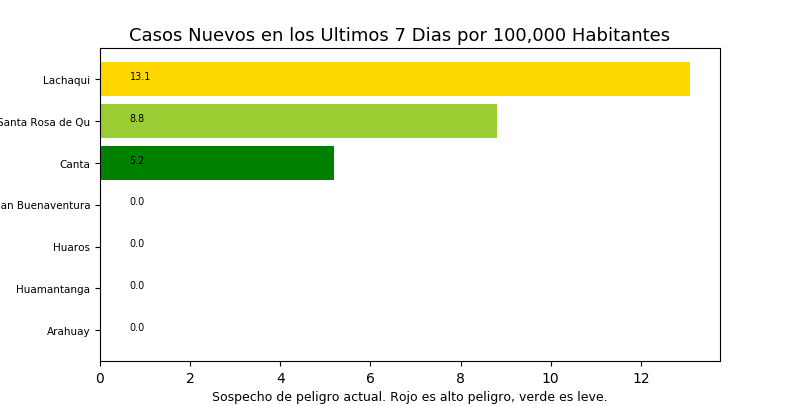 Casos Nuevos en los Ultimos 7 Dias por 100,000 Habitantes
Lachaqui 13.1
Santa Rosa de Qu 8.8
Canta 5.2
an Buenaventura 0.0
Huaros 0.0
Huamantanga 0.0
Arahuay 0.0
0 2 4 6 8 10 12
Sospecho de peligro actual. Rojo es alto peligro, verde es leve.